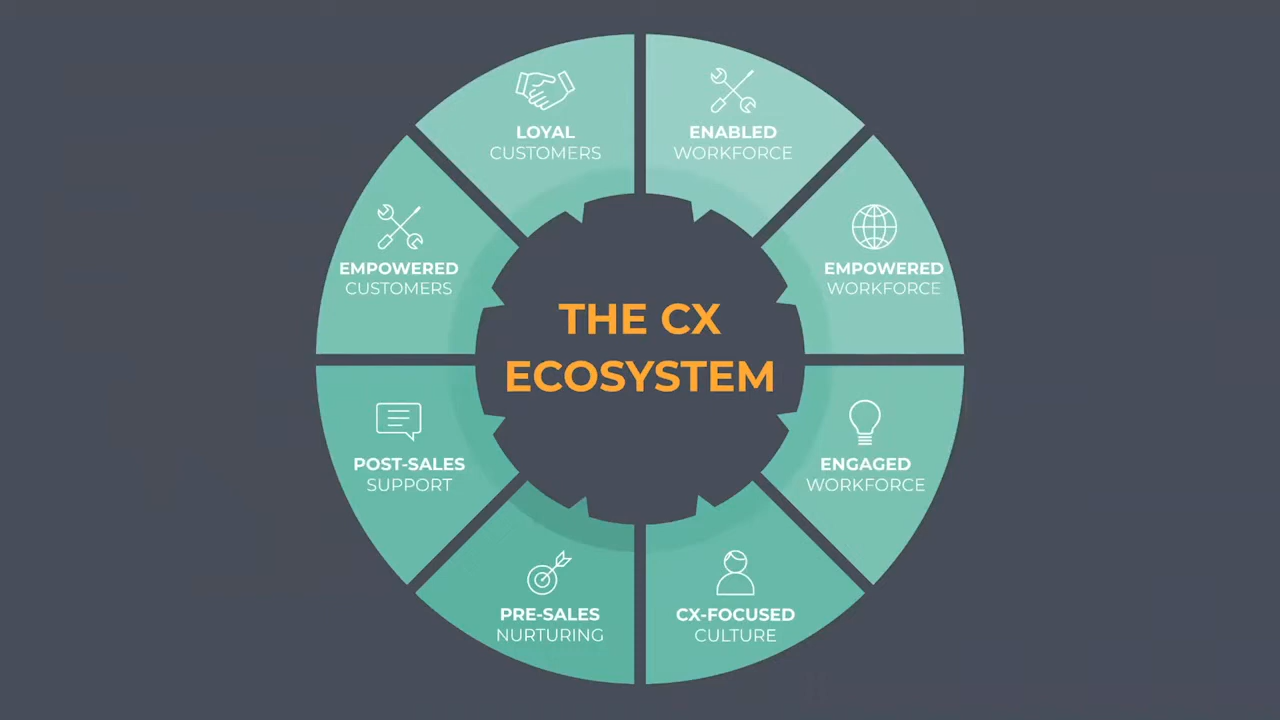 THE CX
ECOSYSTEM
ENABLED
WORKFORCE
EMPOWERED
WORKFORCE
ENGAGED
WORKFORCE
CX-FOCUSED
CULTURE
PRE-SALES
NURTURING
POST-SALES
SUPPORT
EMPOWERED
CUSTOMERS
LOYAL
CUSTOMERS